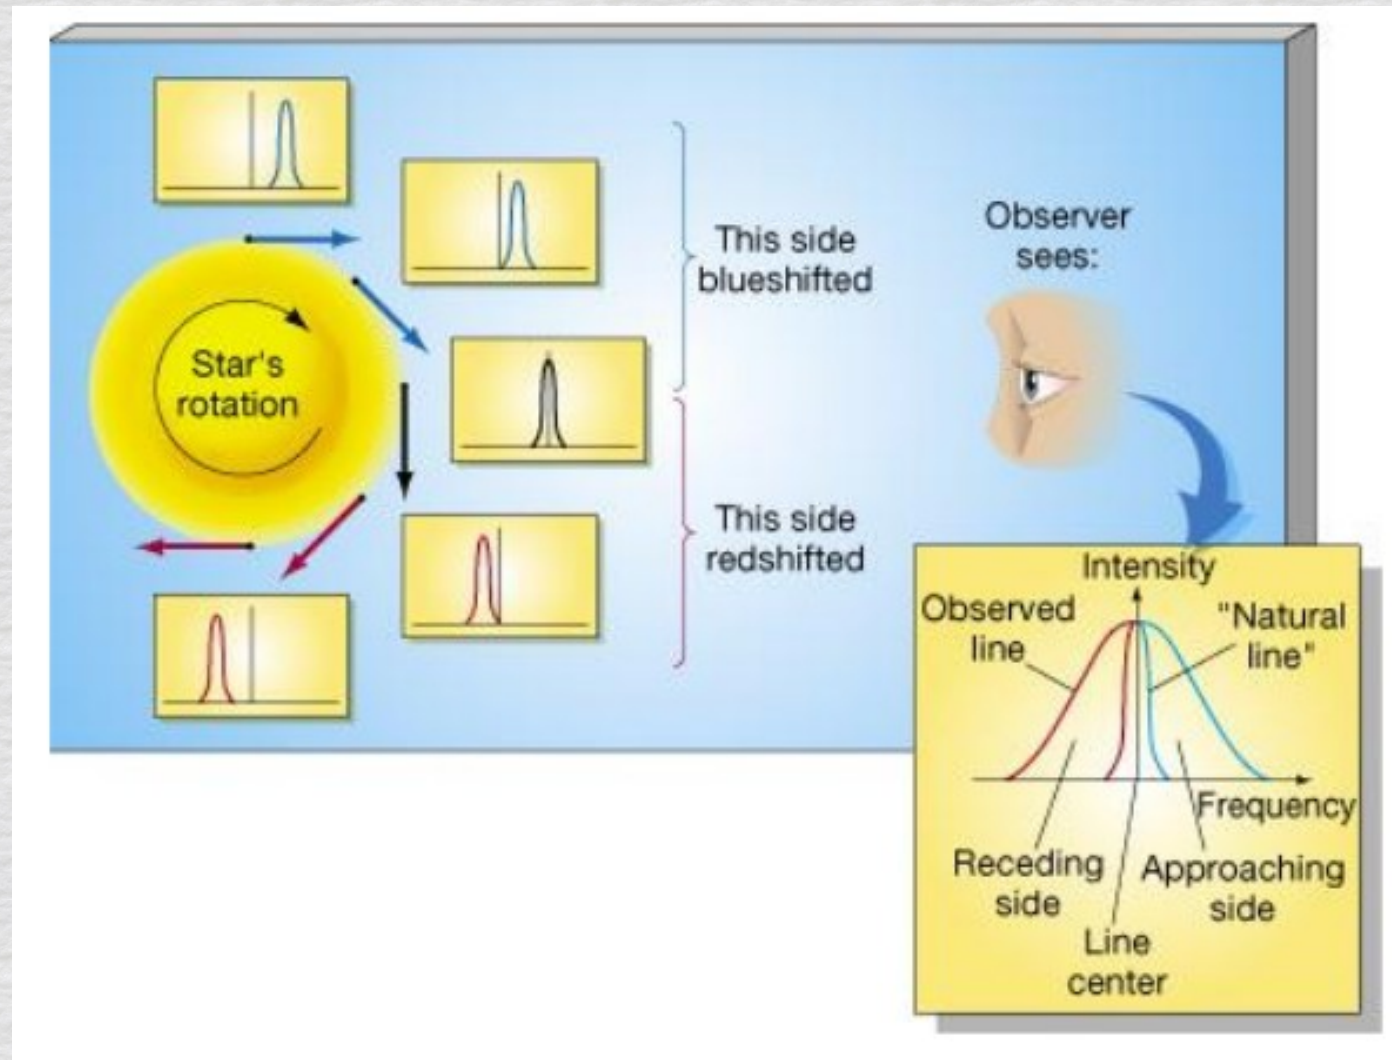 Star's
rotation
This side
blueshifted
This side
redshifted
Observer
sees:
Intensity
Observed
line
"Natural
line"
Frequency
Receding
side
Approaching
side
Line
center